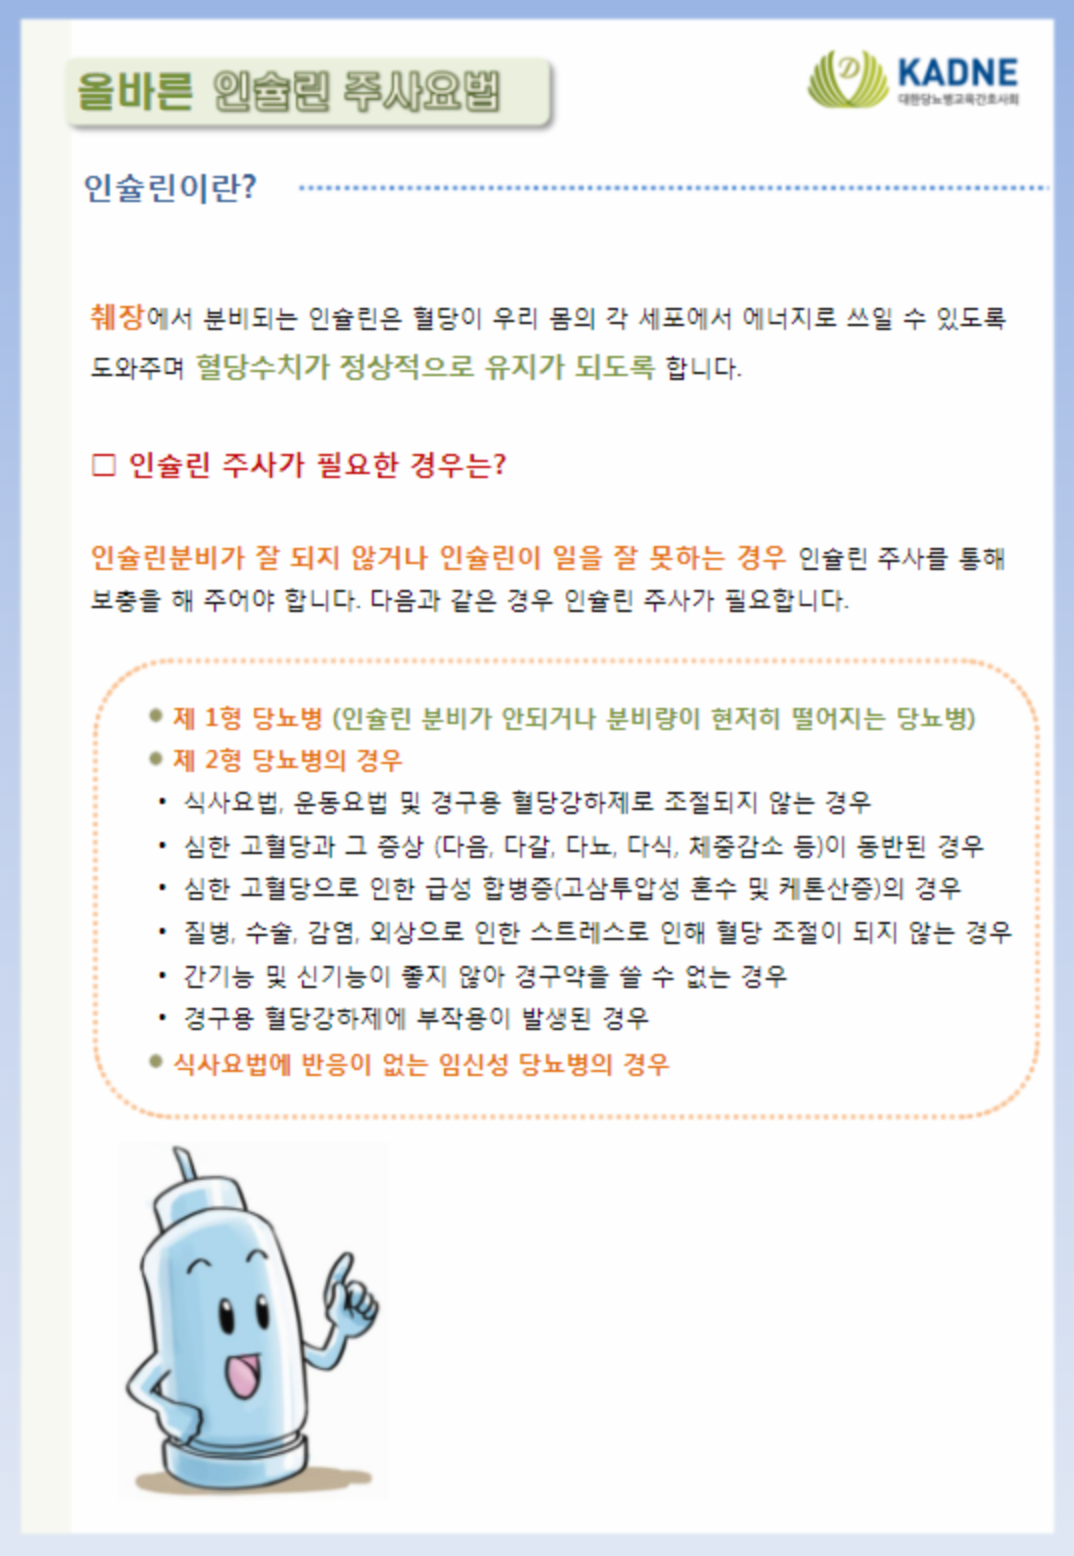 올바른 인슐린 주사요법
KADNE
대한당뇨병교육간호사회
인슐린이란?
췌장에서 분비되는 인슐린은 혈당이 우리 몸의 각 세포에서 에너지로 쓰일 수 있도록
도와주며 혈당수치가 정상적으로 유지가 되도록 합니다.
□ 인슐린 주사가 필요한 경우는?
인슐린분비가 잘 되지 않거나 인슐린이 일을 잘 못하는 경우 인슐린 주사를 통해
보충을 해 주어야 합니다. 다음과 같은 경우 인슐린 주사가 필요합니다.
● 제 1형 당뇨병 (인슐린 분비가 안되거나 분비량이 현저히 떨어지는 당뇨병)
● 제 2형 당뇨병의 경우
• 식사요법, 운동요법 및 경구용 혈당강하제로 조절되지 않는 경우
• 심한 고혈당과 그 증상 (다음, 다갈, 다뇨, 다식, 체중감소 등)이 동반된 경우
• 심한 고혈당으로 인한 급성 합병증(고삼투압성 혼수 및 케톤산증)의 경우
• 질병, 수술, 감염, 외상으로 인한 스트레스로 인해 혈당 조절이 되지 않는 경우
• 간기능 및 신기능이 좋지 않아 경구약을 쓸 수 없는 경우
• 경구용 혈당강하제에 부작용이 발생된 경우
● 식사요법에 반응이 없는 임신성 당뇨병의 경우